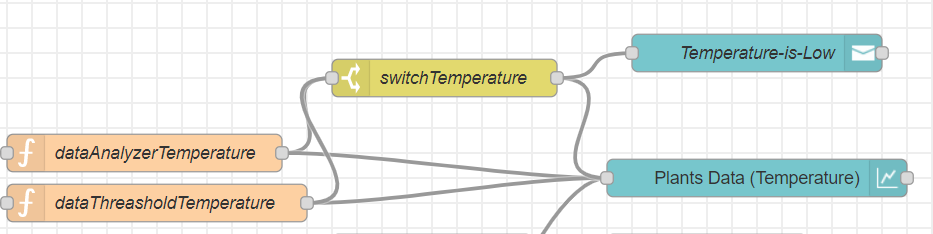 Temperature-is-Low
switchTemperature
dataAnalyzerTemperature
Plants Data (Temperature)
dataThreasholdTemperature